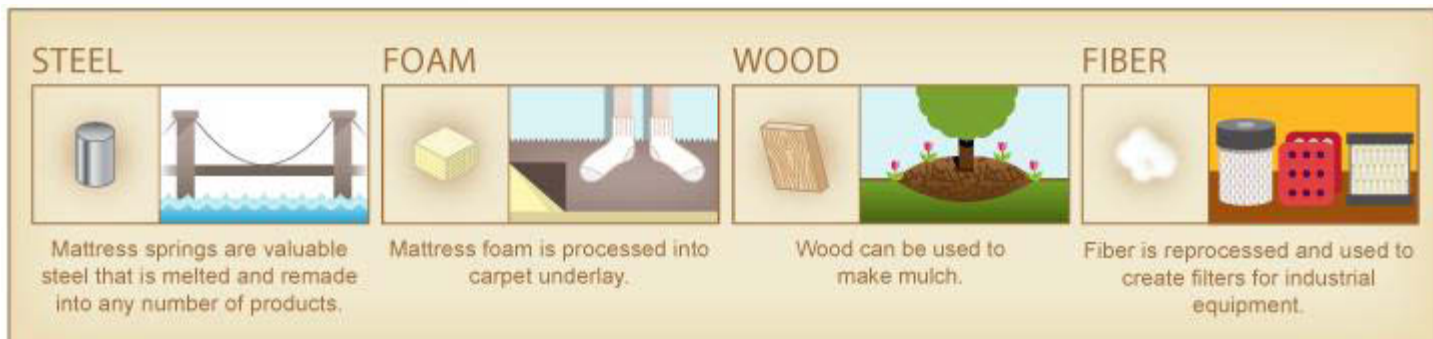 STEEL
Mattress springs are valuable
steel that is melted and remade
into any number of products.
FOAM
Mattress foam is processed into
carpet underlay.
WOOD
Wood can be used to
make mulch.
FIBER
Fiber is reprocessed and used to
create filters for industrial
equipment.